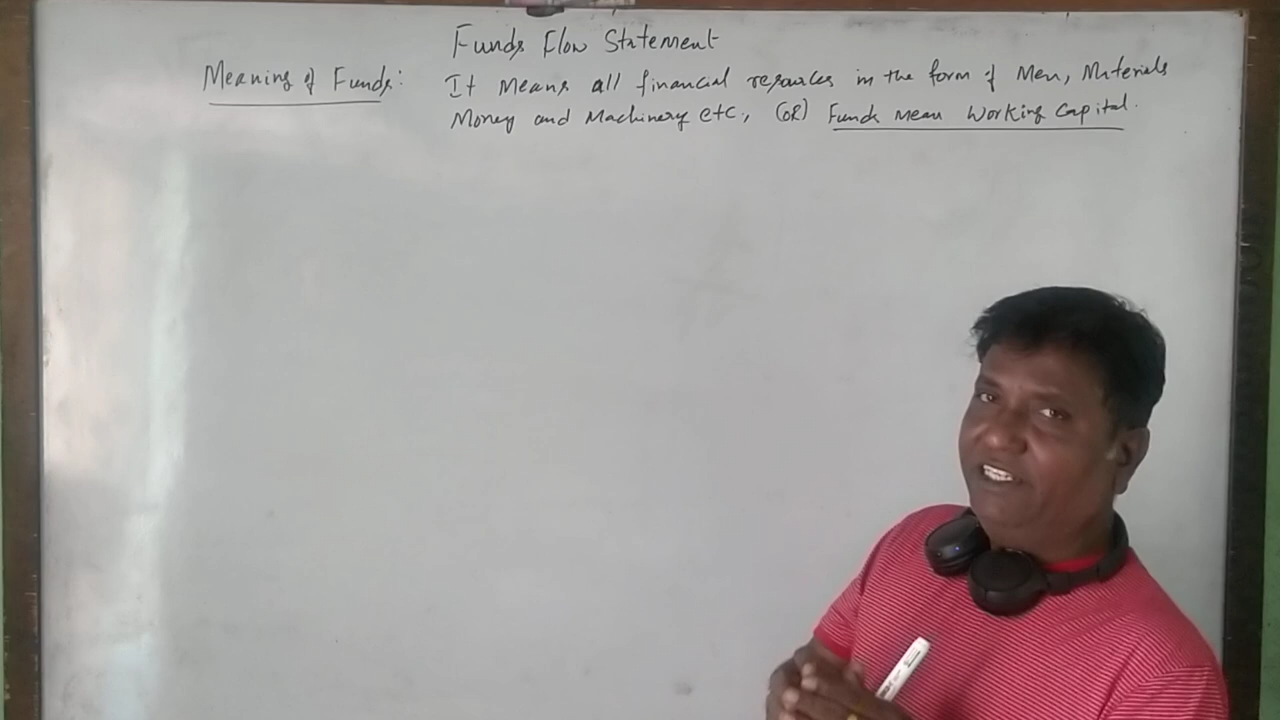 Funds Flow Statement
Meaning of Funds: It means all financial resources in the form of Men, Materials
Money and Machinery etc, (OR) Funds mean Working Capital.